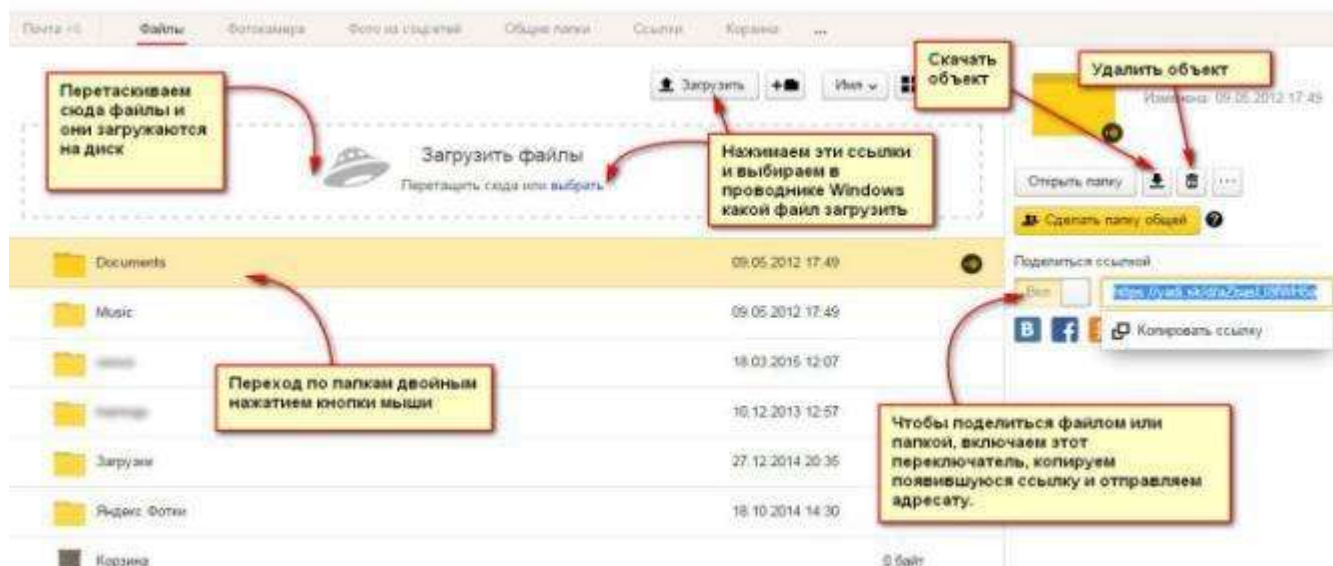 Почта
Файлы
Фотокамера
Фото из соцсетей
Общие папки
Ссылки
Корзина
...
Перетаскиваем
сюда файлы и
они загружаются
на диск
Загрузить
Имя
Скачать
объект
Удалить объект
Изменена: 09.05.2012 17:49
Загрузить файлы
Перетащить сюда или выбрать
Нажимаем эти ссылки
и выбираем в
проводнике Windows
какой файл загрузить
Открыть папку
...
Сделать папку общей
?
Documents 09.05.2012 17:49
Поделиться ссылкой
Вкл
Копировать ссылку
Music 09.05.2012 17:49
18.03.2015 12:07
Переход по папкам двойным
нажатием кнопки мыши
10.12.2013 12:57
Чтобы поделиться файлом или
папкой, включаем этот
переключатель, копируем
появившуюся ссылку и отправляем
адресату.
Загрузки 27.12.2014 20:35
Яндекс Фотки 18.10.2014 14:30
Корзина 0 байт